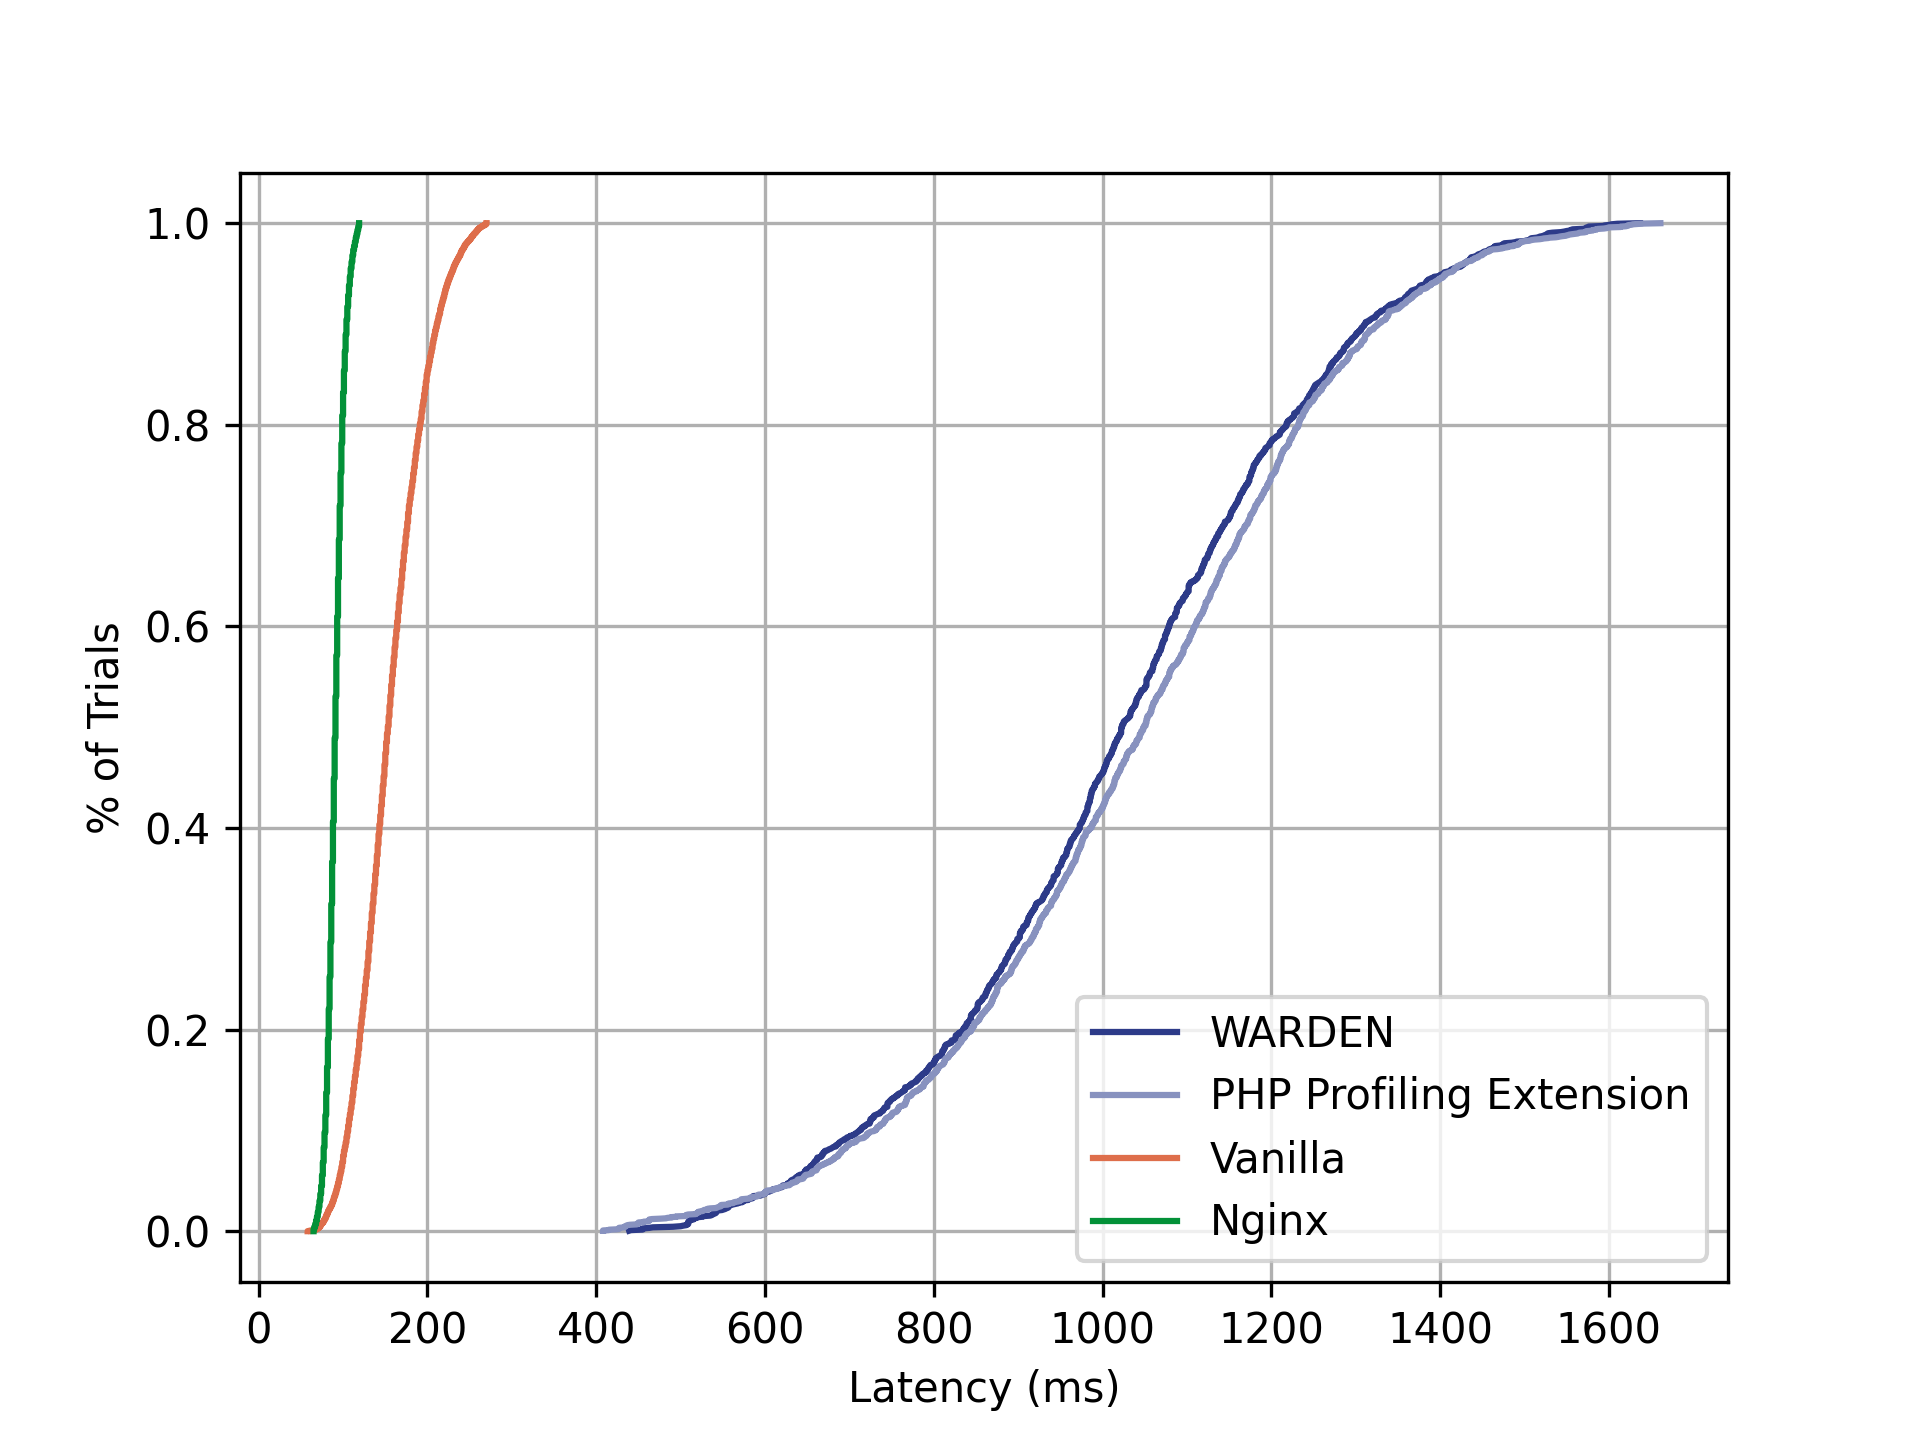 1.0
0.8
0.6
0.4
0.2
0.0
% of Trials
0 200 400 600 800 1000 1200 1400 1600
Latency (ms)
WARDEN
PHP Profiling Extension
Vanilla
Nginx